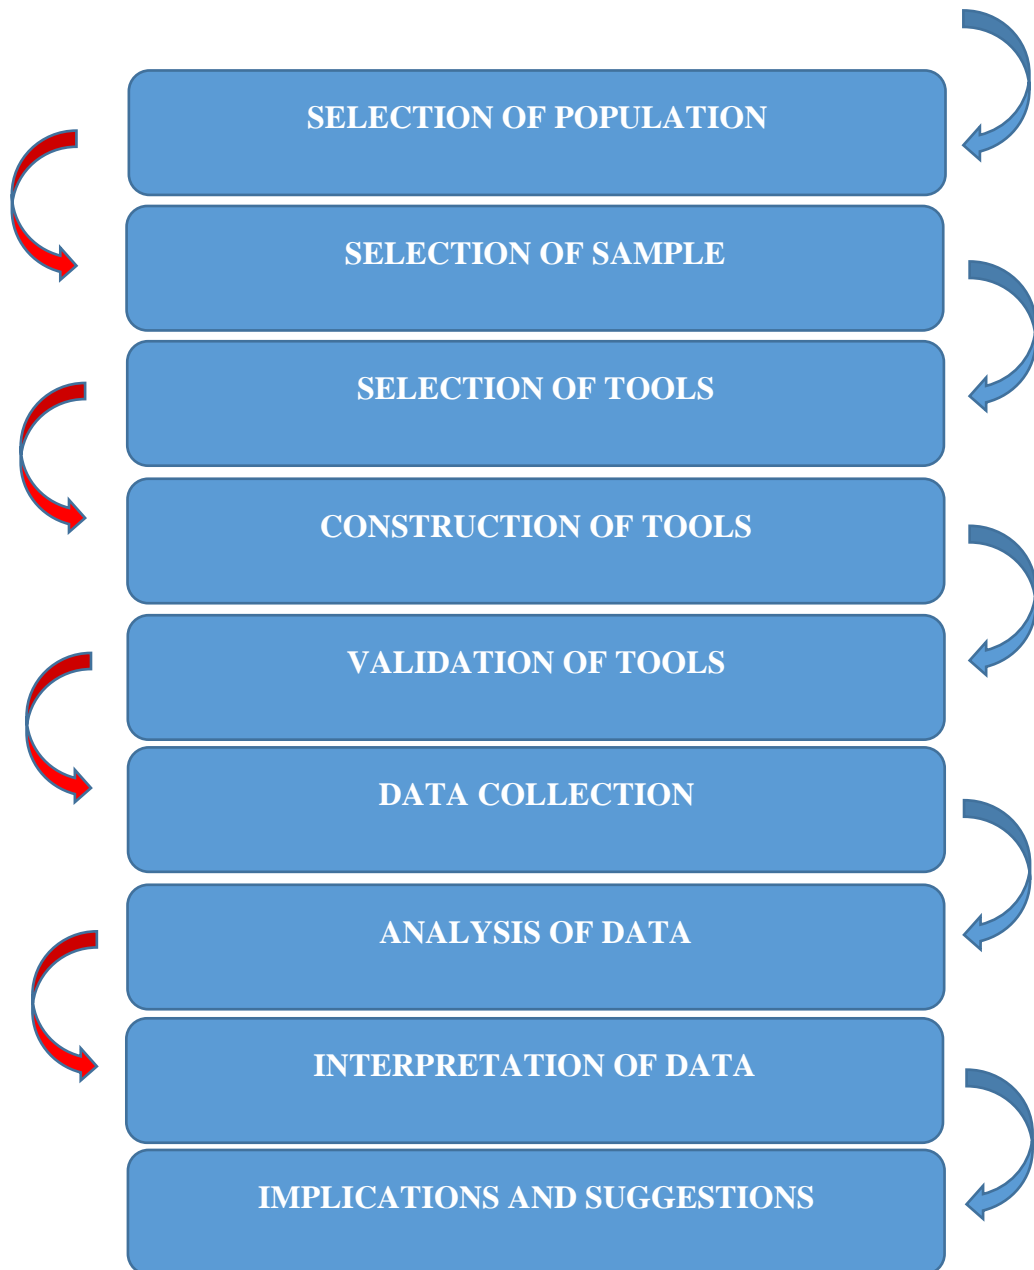 SELECTION OF POPULATION
SELECTION OF SAMPLE
SELECTION OF TOOLS
CONSTRUCTION OF TOOLS
VALIDATION OF TOOLS
DATA COLLECTION
ANALYSIS OF DATA
INTERPRETATION OF DATA
IMPLICATIONS AND SUGGESTIONS